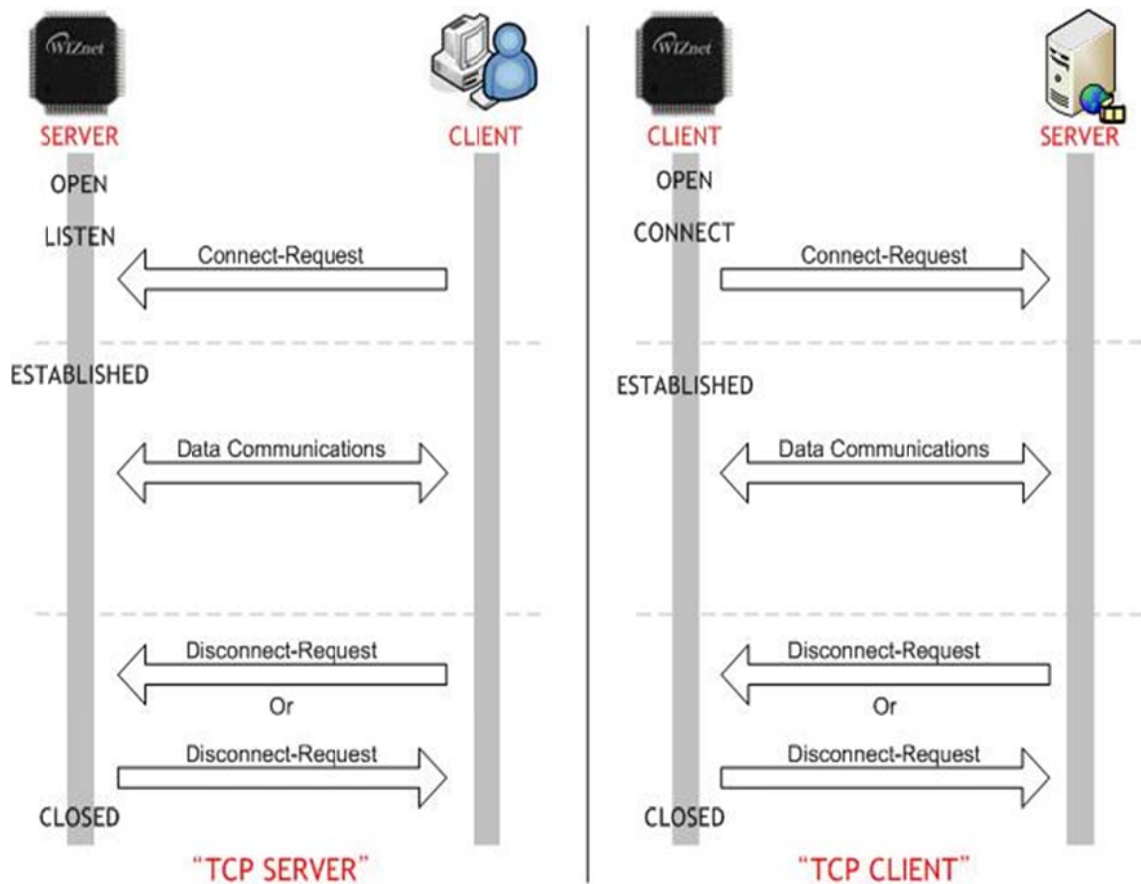 WIZnet
SERVER
CLIENT
OPEN
LISTEN
Connect-Request
ESTABLISHED
Data Communications
Disconnect-Request
Or
Disconnect-Request
CLOSED
"TCP SERVER"
WIZnet
CLIENT
SERVER
OPEN
CONNECT
Connect-Request
ESTABLISHED
Data Communications
Disconnect-Request
Or
Disconnect-Request
CLOSED
"TCP CLIENT"